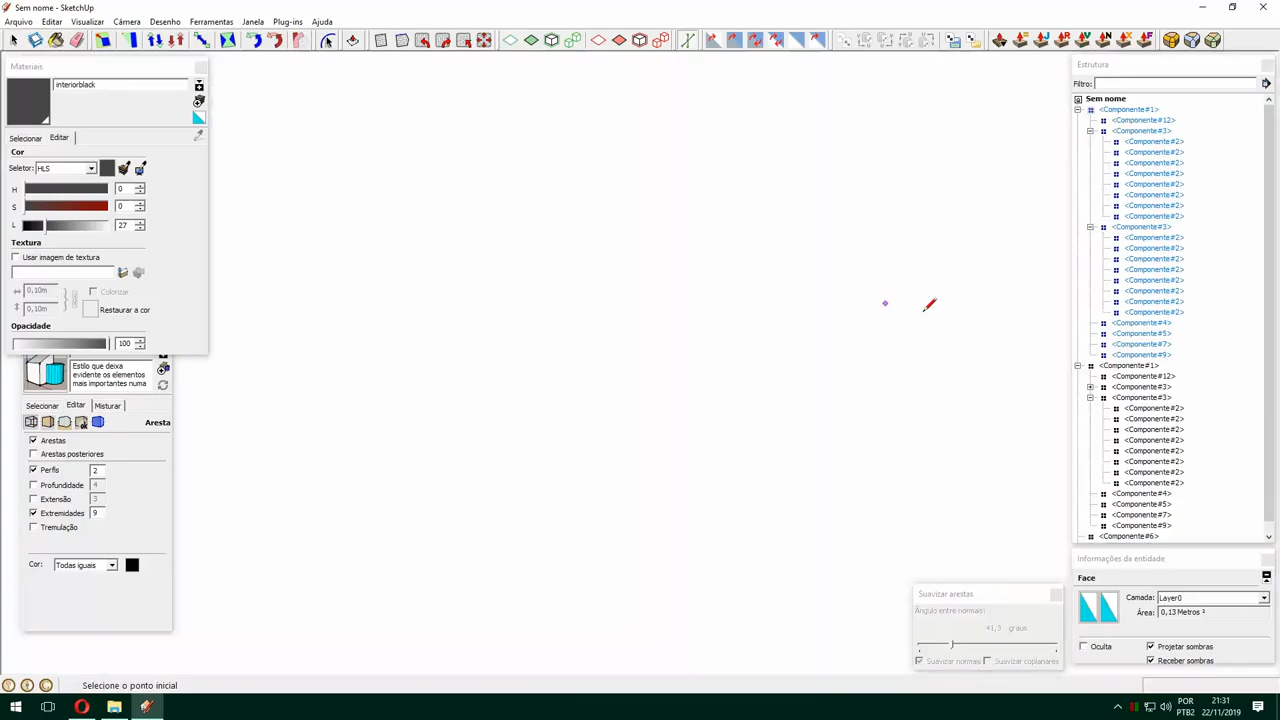 Sem nome - SketchUp
Arquivo Editar Visualizar Câmera Desenho Ferramentas Janela Plug-ins Ajuda
Materiais
interiorblack
Selecionar Editar
Cor
Seletor: HLS
H 0
S 0
L 27
Textura
Usar imagem de textura
0,10m Colorizar
0,10m Restaurar a cor
Opacidade
100
Estilo que deixa
evidente os elementos
mais importantes numa
Selecionar Editar Misturar
Aresta
Arestas
Arestas posteriores
Perfis 2
Profundidade 4
Extensão 3
Extremidades 9
Tremulação
Cor: Todas iguais
Estrutura
Filtro:
Sem nome
<Componente#1>
<Componente#12>
<Componente#3>
<Componente#2>
<Componente#2>
<Componente#2>
<Componente#2>
<Componente#2>
<Componente#2>
<Componente#2>
<Componente#2>
<Componente#3>
<Componente#2>
<Componente#2>
<Componente#2>
<Componente#2>
<Componente#2>
<Componente#2>
<Componente#2>
<Componente#2>
<Componente#4>
<Componente#5>
<Componente#7>
<Componente#9>
<Componente#1>
<Componente#12>
<Componente#3>
<Componente#3>
<Componente#2>
<Componente#2>
<Componente#2>
<Componente#2>
<Componente#2>
<Componente#2>
<Componente#2>
<Componente#2>
<Componente#4>
<Componente#5>
<Componente#7>
<Componente#9>
<Componente#6>
Informações da entidade
Face
Camada: Layer0
Área: 0,13 Metros ²
Oculta Projetar sombras
Receber sombras
Suavizar arestas
Ângulo entre normais:
41,3 graus
Suavizar normais Suavizar coplanares
Selecione o ponto inicial
POR 21:31
PTB2 22/11/2019